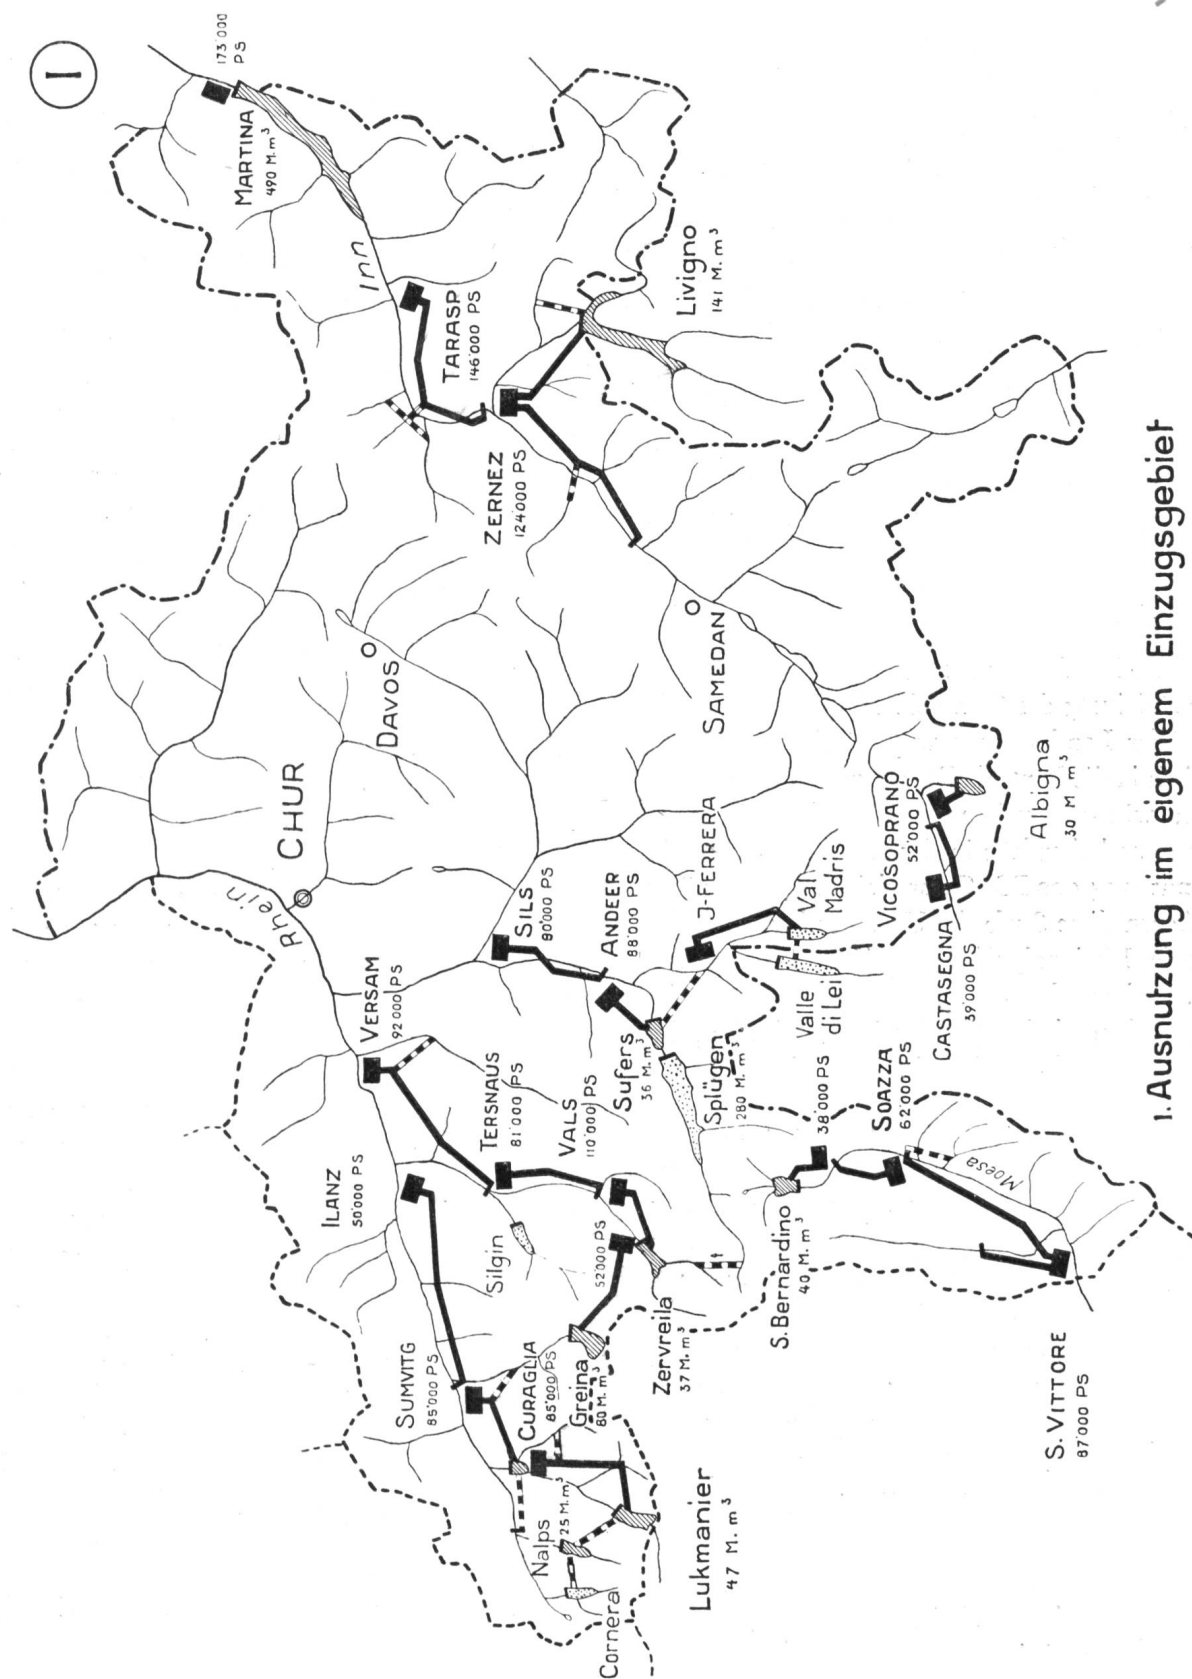 I
173'000
PS
MARTINA
490 M. m³
Inn
TARASP
146'000 PS
Livigno
141 M. m³
ZERNEZ
124'000 PS
SAMEDAN
DAVOS
CHUR
Rhein
VERSAM
92'000 PS
SILS
80'000 PS
ANDEER
88'000 PS
J-FERRERA
Val
Madris
Valle
di Lei
VICOSOPRANO
52'000 PS
CASTASEGNA
39'000 PS
Albigna
30 M. m³
ILANZ
50'000 PS
TERSNAUS
81'000 PS
VALS
110'000 PS
Sufers
36 M. m³
Splügen
280 M. m³
38'000 PS
SOAZZA
62'000 PS
Moesa
Silgin
52'000 PS
S. Bernardino
40 M. m³
Zervreila
37 M. m³
SUMVITG
85'000 PS
CURAGLIA
85'000 PS
Greina
80 M. m³
S. VITTORE
87'000 PS
Nalps
25 M. m³
Lukmanier
47 M. m³
Cornera
1. Ausnutzung im eigenem Einzugsgebiet